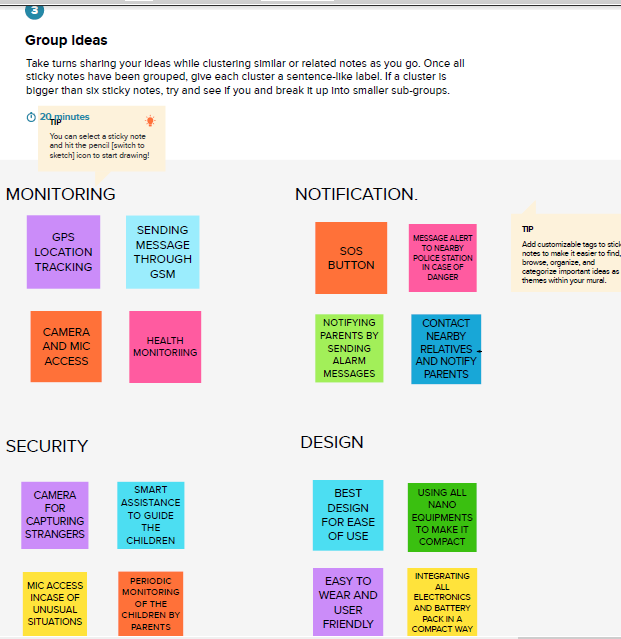 3
Group Ideas
Take turns sharing your ideas while clustering similar or related notes as you go. Once all
sticky notes have been grouped, give each cluster a sentence-like label. If a cluster is
bigger than six sticky notes, try and see if you and break it up into smaller sub-groups.
20 minutes
TIP
You can select a sticky note
and hit the pencil [switch to
sketch] icon to start drawing!
MONITORING
GPS
LOCATION
TRACKING
SENDING
MESSAGE
THROUGH
GSM
CAMERA
AND MIC
ACCESS
HEALTH
MONITORIING
NOTIFICATION.
SOS
BUTTON
MESSAGE ALERT
TO NEARBY
POLICE STATION
IN CASE OF
DANGER
NOTIFYING
PARENTS BY
SENDING
ALARM
MESSAGES
CONTACT
NEARBY
RELATIVES
AND NOTIFY
PARENTS
TIP
Add customizable tags to stick
notes to make it easier to find,
browse, organize, and
categorize important ideas as
themes within your mural.
SECURITY
CAMERA
FOR
CAPTURING
STRANGERS
SMART
ASSISTANCE
TO GUIDE
THE
CHILDREN
MIC ACCESS
INCASE OF
UNUSUAL
SITUATIONS
PERIODIC
MONITORING
OF THE
CHILDREN BY
PARENTS
DESIGN
BEST
DESIGN
FOR EASE
OF USE
USING ALL
NANO
EQUIPMENTS
TO MAKE IT
COMPACT
EASY TO
WEAR AND
USER
FRIENDLY
INTEGRATING
ALL
ELECTRONICS
AND BATTERY
PACK IN A
COMPACT WAY